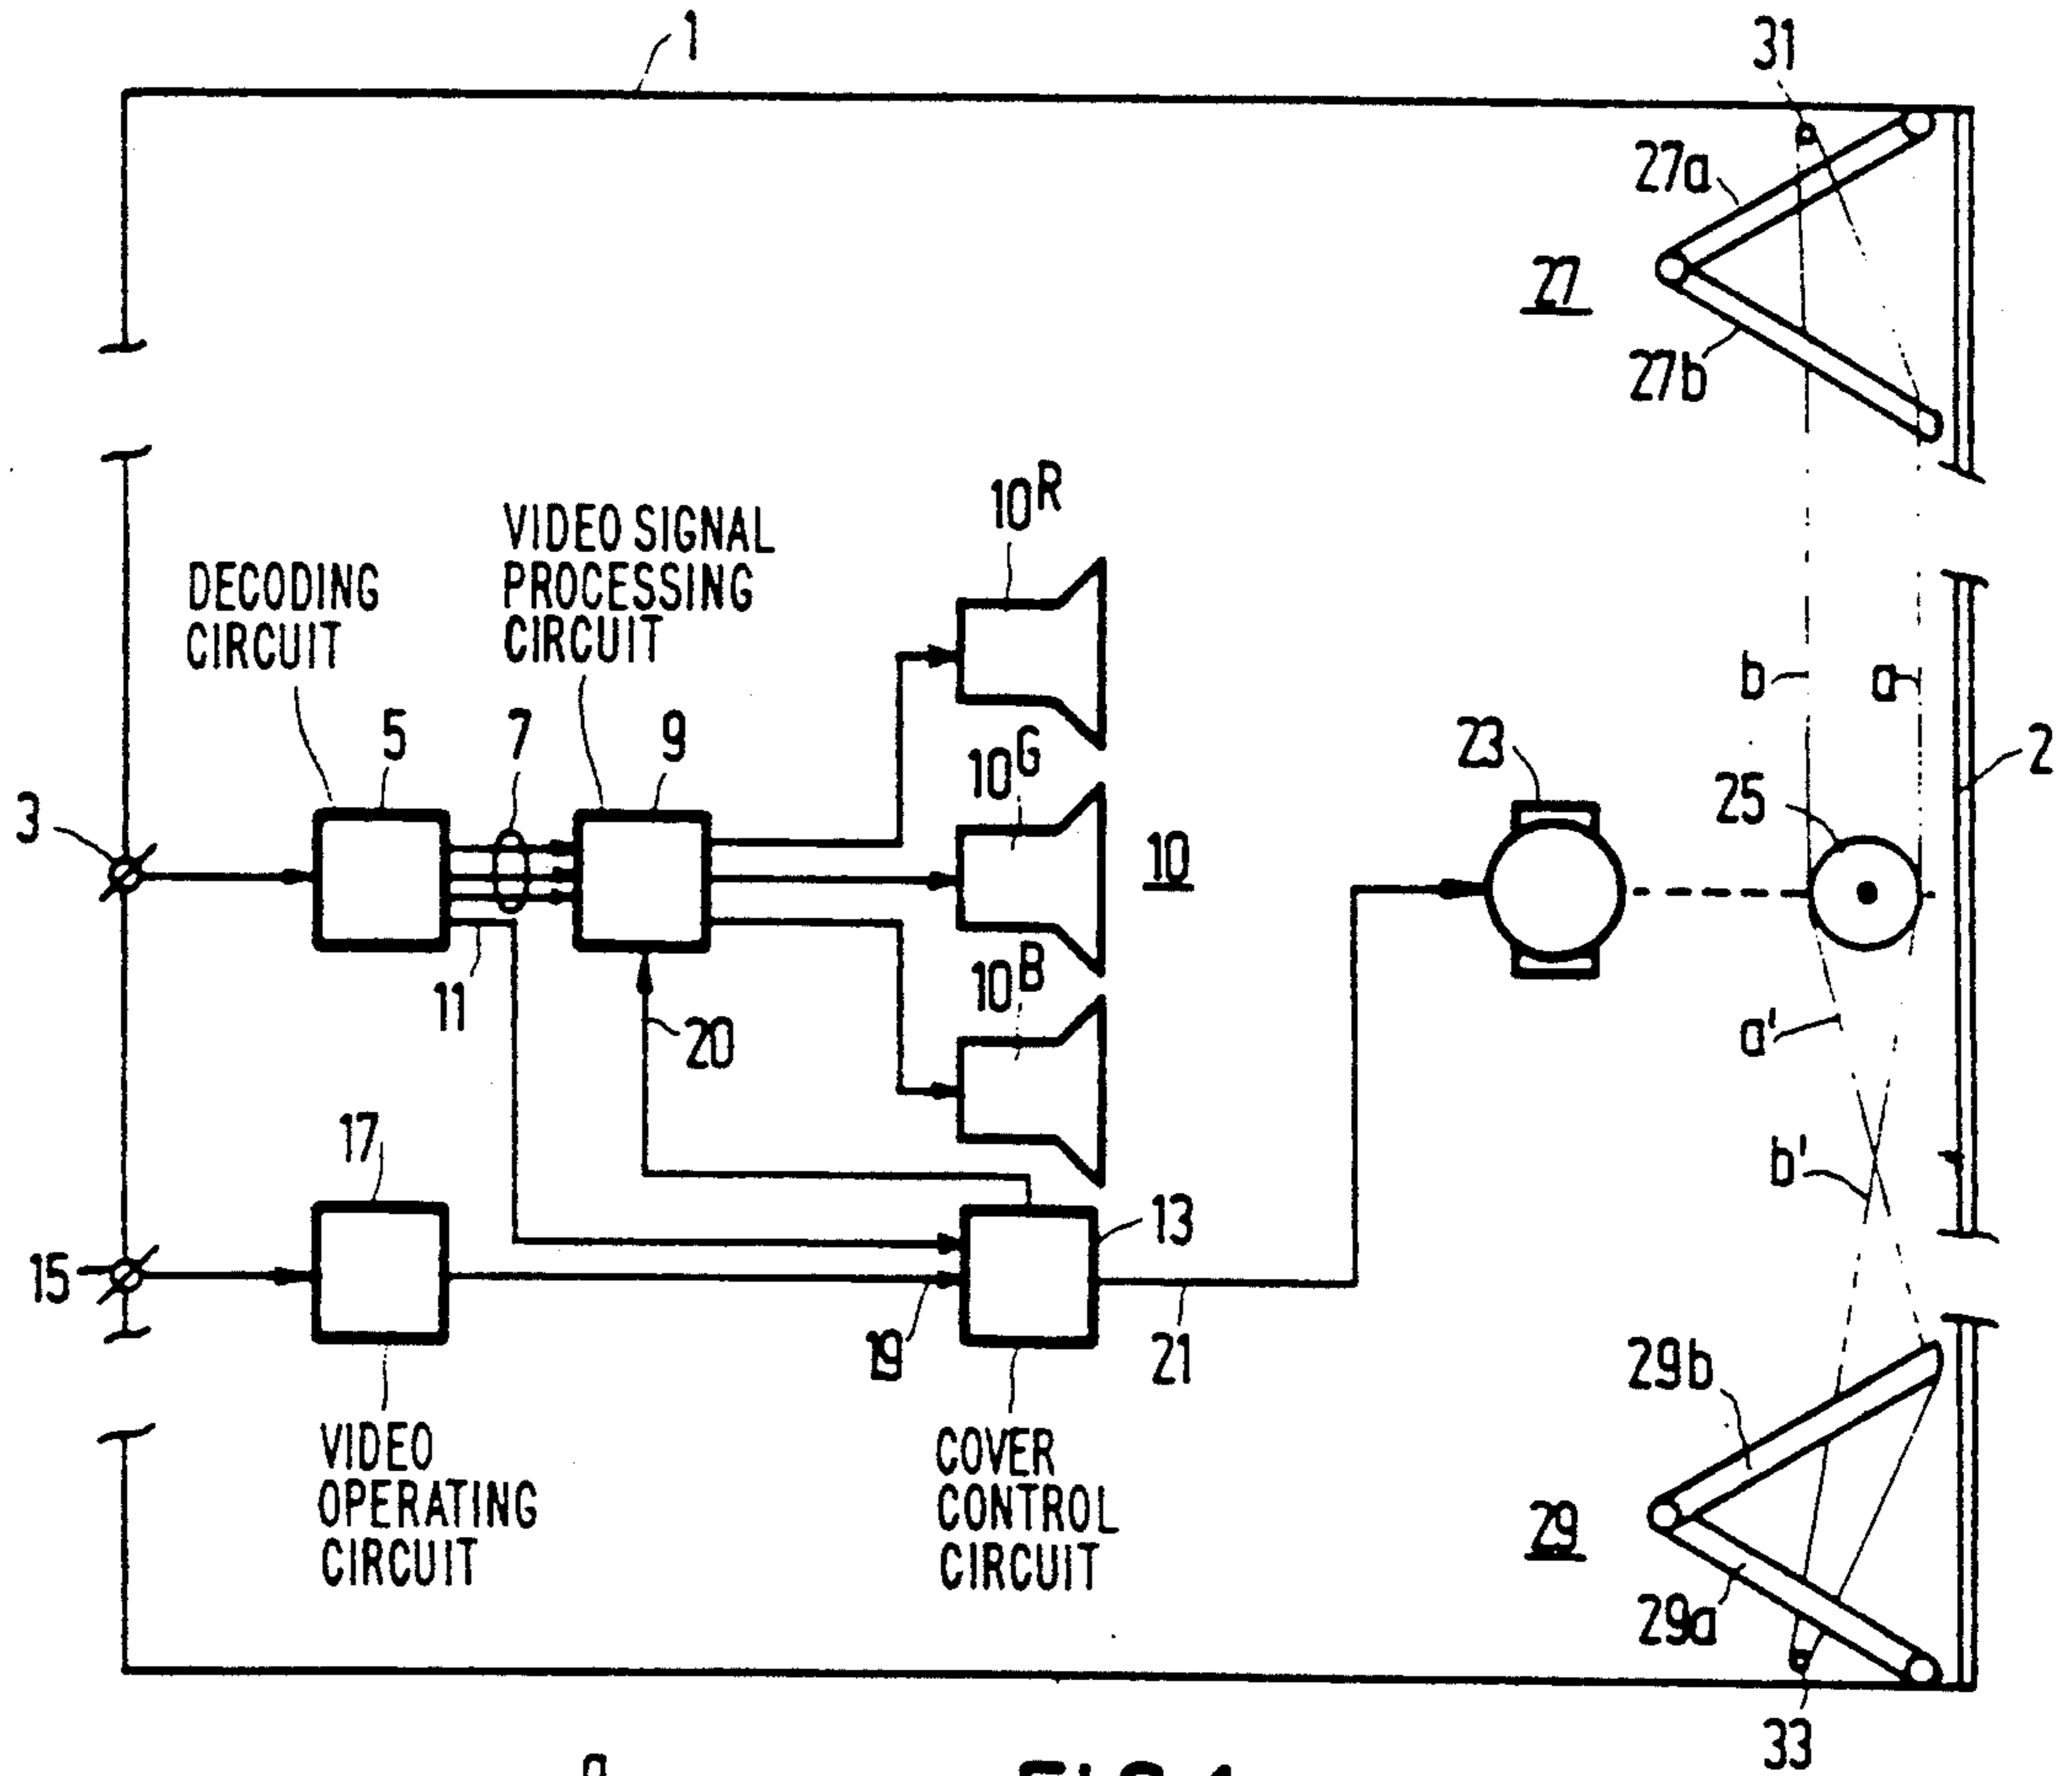 1
31
27a
27
27b
10R
VIDEO SIGNAL
PROCESSING
CIRCUIT
DECODING
CIRCUIT
b
a
5
7
9
10G
23
2
25
3
10
10B
11
20
a'
17
b'
13
15
19
21
29b
VIDEO
OPERATING
CIRCUIT
COVER
CONTROL
CIRCUIT
29
29a
33